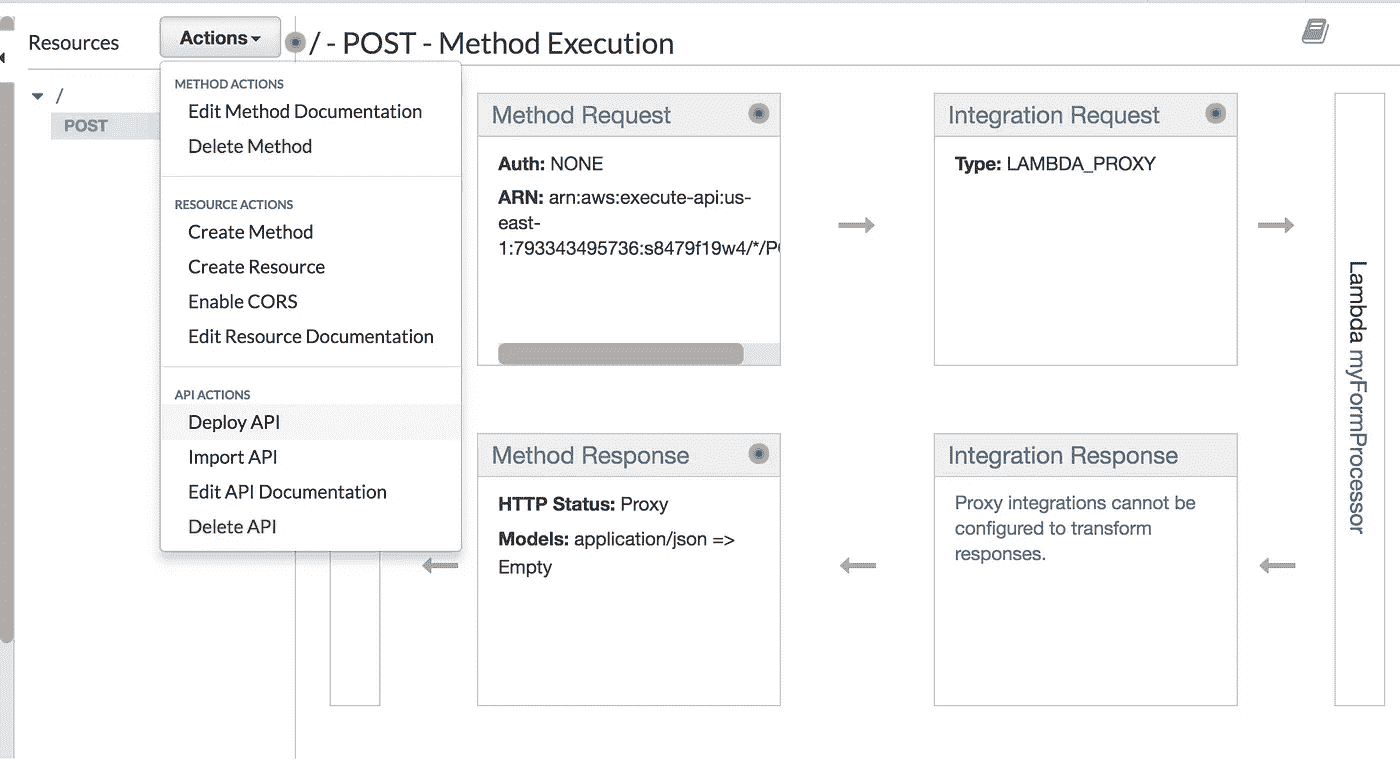 Resources
Actions
/ - POST - Method Execution
/
POST
METHOD ACTIONS
Edit Method Documentation
Delete Method
RESOURCE ACTIONS
Create Method
Create Resource
Enable CORS
Edit Resource Documentation
API ACTIONS
Deploy API
Import API
Edit API Documentation
Delete API
Method Request
Auth: NONE
ARN: arn:aws:execute-api:us-
east-
1:793343495736:s8479f19w4/*/P
Integration Request
Type: LAMBDA_PROXY
Lambda myFormProcessor
Method Response
HTTP Status: Proxy
Models: application/json =>
Empty
Integration Response
Proxy integrations cannot be
configured to transform
responses.